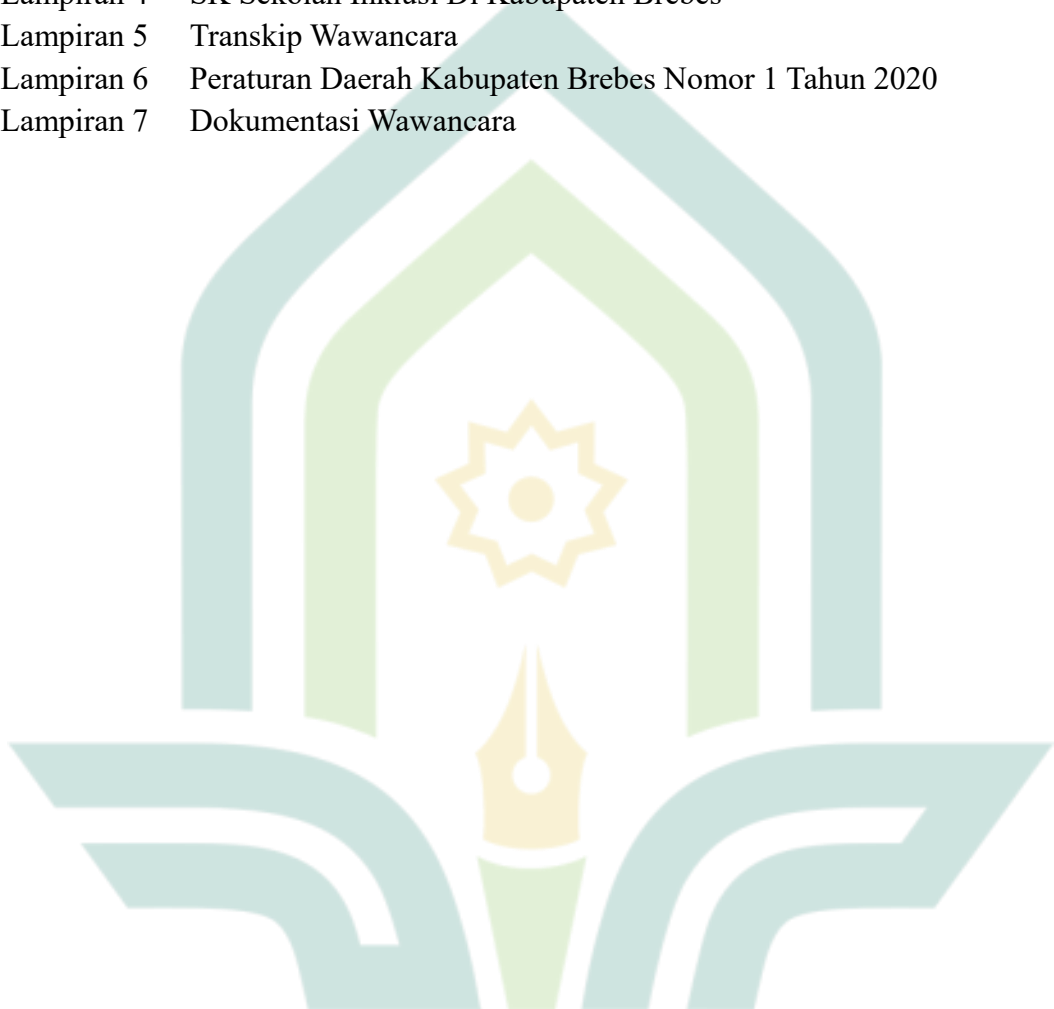 Lampiran 4 SK Sekolah Inklusi Di Kabupaten Brebes
Lampiran 5 Transkip Wawancara
Lampiran 6 Peraturan Daerah Kabupaten Brebes Nomor 1 Tahun 2020
Lampiran 7 Dokumentasi Wawancara